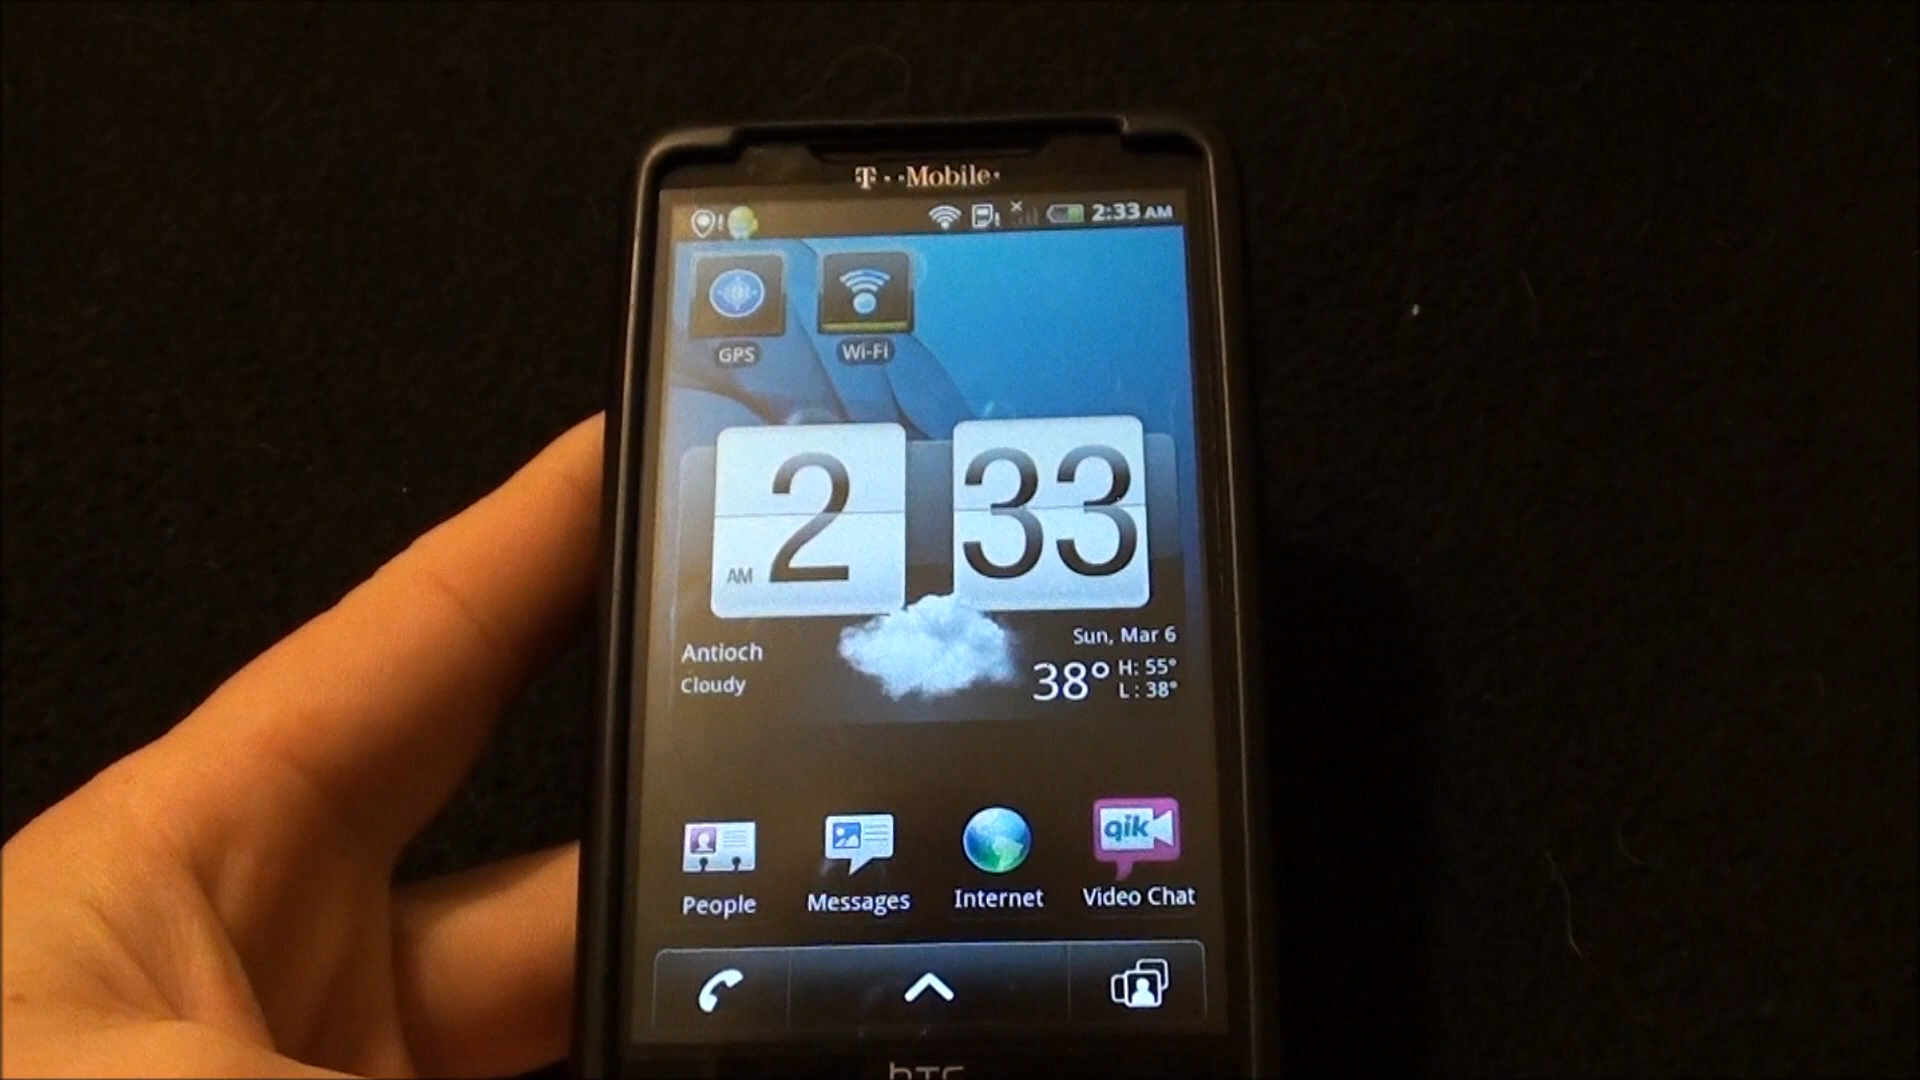 T··Mobile·
2:33 AM
GPS
Wi-Fi
AM 2 33
Antioch
Cloudy
Sun, Mar 6
38° H: 55°
L: 38°
qik
People
Messages
Internet
Video Chat
hTC